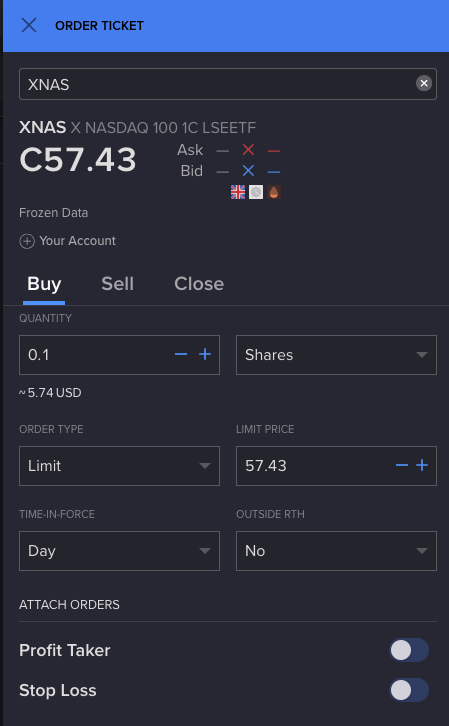 ORDER TICKET
XNAS
XNAS X NASDAQ 100 1C LSEETF
C57.43
Ask — × —
Bid — × —
Frozen Data
Your Account
Buy Sell Close
QUANTITY
0.1 − + Shares
~ 5.74 USD
ORDER TYPE LIMIT PRICE
Limit 57.43 − +
TIME-IN-FORCE OUTSIDE RTH
Day No
ATTACH ORDERS
Profit Taker
Stop Loss